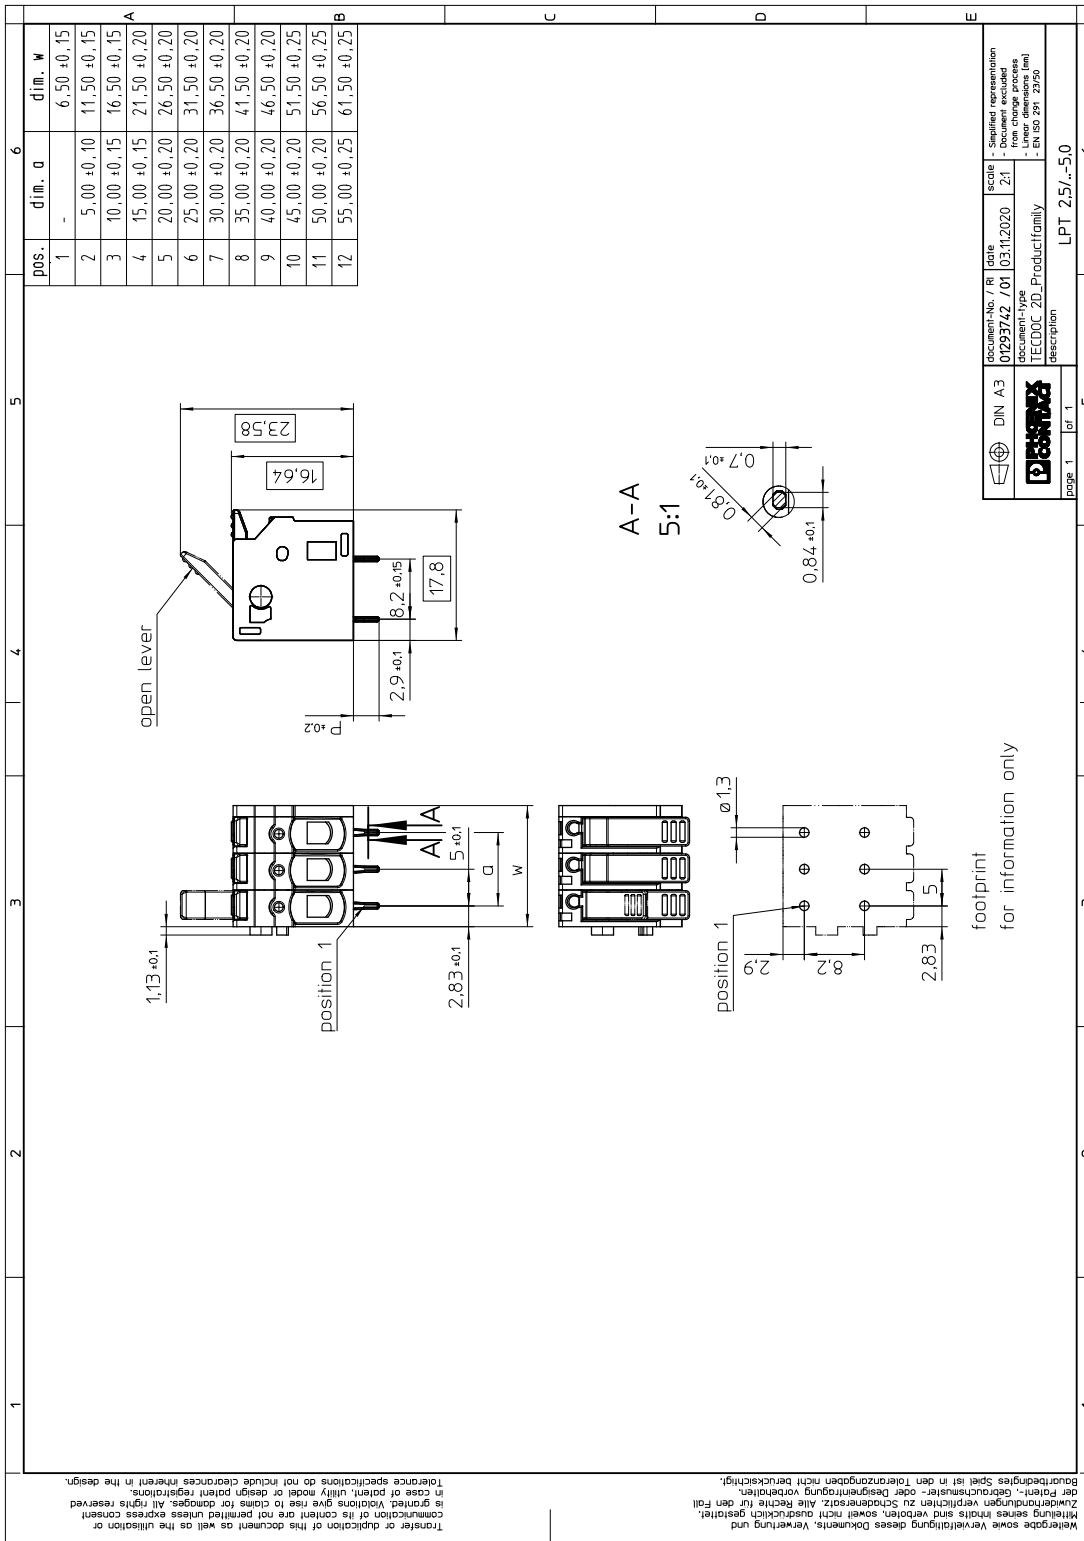 1
2
3
4
5
6
A
B
C
D
E
pos. dim. a dim. w
1 - 6,50 ±0,15
2 5,00 ±0,10 11,50 ±0,15
3 10,00 ±0,15 16,50 ±0,15
4 15,00 ±0,15 21,50 ±0,20
5 20,00 ±0,20 26,50 ±0,20
6 25,00 ±0,20 31,50 ±0,20
7 30,00 ±0,20 36,50 ±0,20
8 35,00 ±0,20 41,50 ±0,20
9 40,00 ±0,20 46,50 ±0,20
10 45,00 ±0,20 51,50 ±0,25
11 50,00 ±0,20 56,50 ±0,25
12 55,00 ±0,25 61,50 ±0,25
open lever
23,58
16,64
P ±0,2
2,9 ±0,1
8,2 ±0,15
17,8
1,13 ±0,1
position 1
A
A
5 ±0,1
2,83 ±0,1
a
w
A-A
5:1
0,81 ±0,1
0,7 ±0,1
0,84 ±0,1
position 1
ø 1,3
2,9
8,2
5
2,83
footprint
for information only
DIN A3
PHOENIX
CONTACT
page 1 of 1
document-No. / RI
01293742 / 01
date
03.11.2020
scale
2:1
- Simplified representation
- Document excluded
from change process
- Linear dimensions [mm]
- EN ISO 291 23/50
document-type
TECDOC 2D_Productfamily
description
LPT 2,5/..-5,0
Transfer or duplication of this document as well as the utilisation or
communication of its content are not permitted unless express consent
is granted. Violations give rise to claims for damages. All rights reserved
in case of patent, utility model or design patent registrations.
Tolerance specifications do not include clearances inherent in the design.
Weitergabe sowie Vervielfältigung dieses Dokuments, Verwertung und
Mitteilung seines Inhalts sind verboten, soweit nicht ausdrücklich gestattet.
Zuwiderhandlungen verpflichten zu Schadenersatz. Alle Rechte für den Fall
der Patent-, Gebrauchsmuster- oder Designeintragung vorbehalten.
Bauartbedingtes Spiel ist in den Toleranzangaben nicht berücksichtigt.